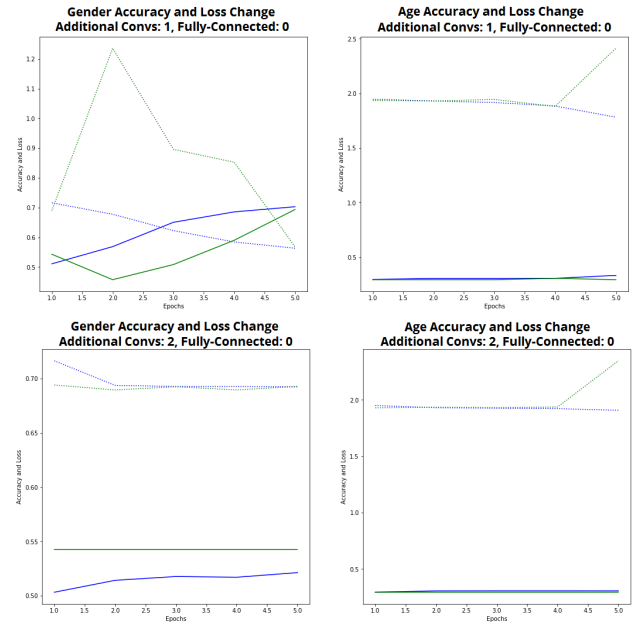 Gender Accuracy and Loss Change
Additional Convs: 1, Fully-Connected: 0
1.2
1.1
1.0
0.9
0.8
0.7
0.6
0.5
Accuracy and Loss
1.0 1.5 2.0 2.5 3.0 3.5 4.0 4.5 5.0
Epochs
Age Accuracy and Loss Change
Additional Convs: 1, Fully-Connected: 0
2.5
2.0
1.5
1.0
0.5
Accuracy and Loss
1.0 1.5 2.0 2.5 3.0 3.5 4.0 4.5 5.0
Epochs
Gender Accuracy and Loss Change
Additional Convs: 2, Fully-Connected: 0
0.70
0.65
0.60
0.55
0.50
Accuracy and Loss
1.0 1.5 2.0 2.5 3.0 3.5 4.0 4.5 5.0
Epochs
Age Accuracy and Loss Change
Additional Convs: 2, Fully-Connected: 0
2.0
1.5
1.0
0.5
Accuracy and Loss
1.0 1.5 2.0 2.5 3.0 3.5 4.0 4.5 5.0
Epochs